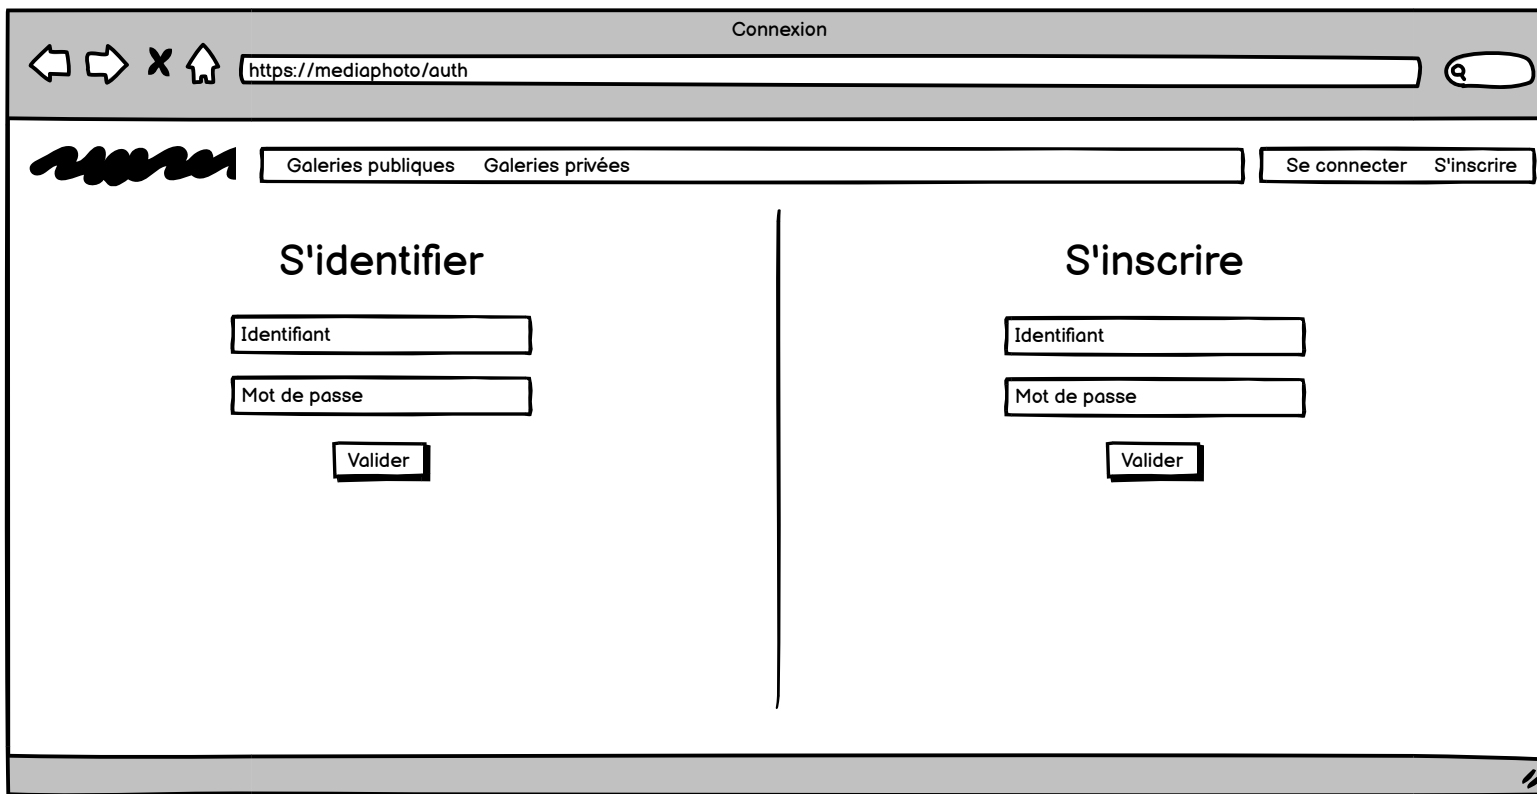 Connexion
https://mediaphoto/auth
Galeries publiques Galeries privées
Se connecter S'inscrire
S'identifier
Identifiant
Mot de passe
Valider
S'inscrire
Identifiant
Mot de passe
Valider